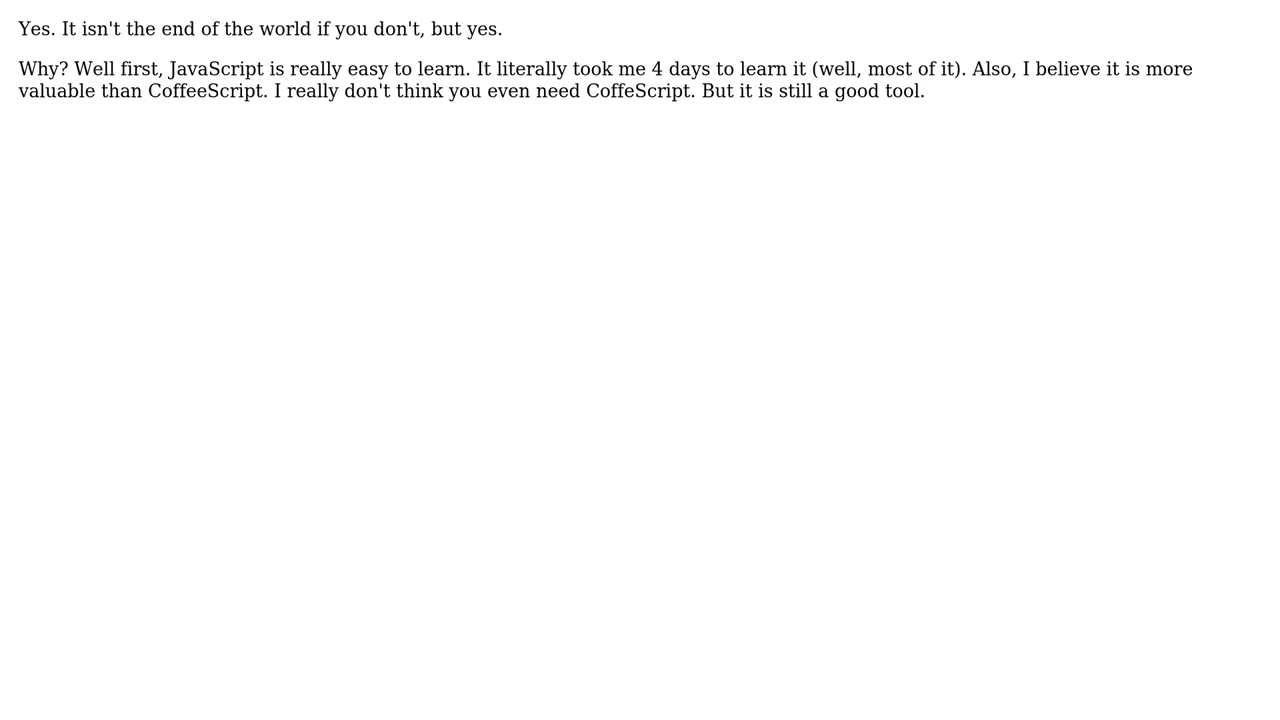 Yes. It isn't the end of the world if you don't, but yes.
Why? Well first, JavaScript is really easy to learn. It literally took me 4 days to learn it (well, most of it). Also, I believe it is more
valuable than CoffeeScript. I really don't think you even need CoffeScript. But it is still a good tool.